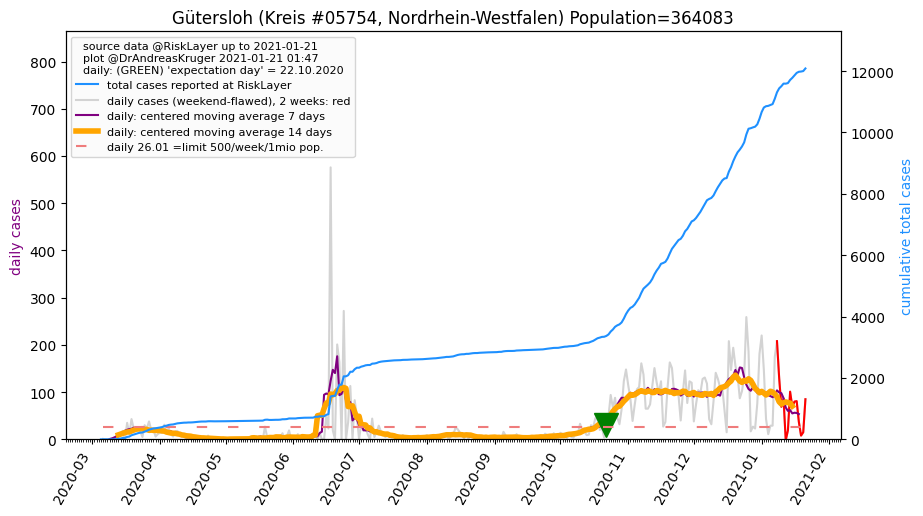 Gütersloh (Kreis #05754, Nordrhein-Westfalen) Population=364083
source data @RiskLayer up to 2021-01-21
plot @DrAndreasKruger 2021-01-21 01:47
daily: (GREEN) 'expectation day' = 22.10.2020
total cases reported at RiskLayer
daily cases (weekend-flawed), 2 weeks: red
daily: centered moving average 7 days
daily: centered moving average 14 days
daily 26.01 =limit 500/week/1mio pop.
daily cases
800
700
600
500
400
300
200
100
0
12000
10000
8000
6000
4000
2000
0
cumulative total cases
2020-03
2020-04
2020-05
2020-06
2020-07
2020-08
2020-09
2020-10
2020-11
2020-12
2021-01
2021-02